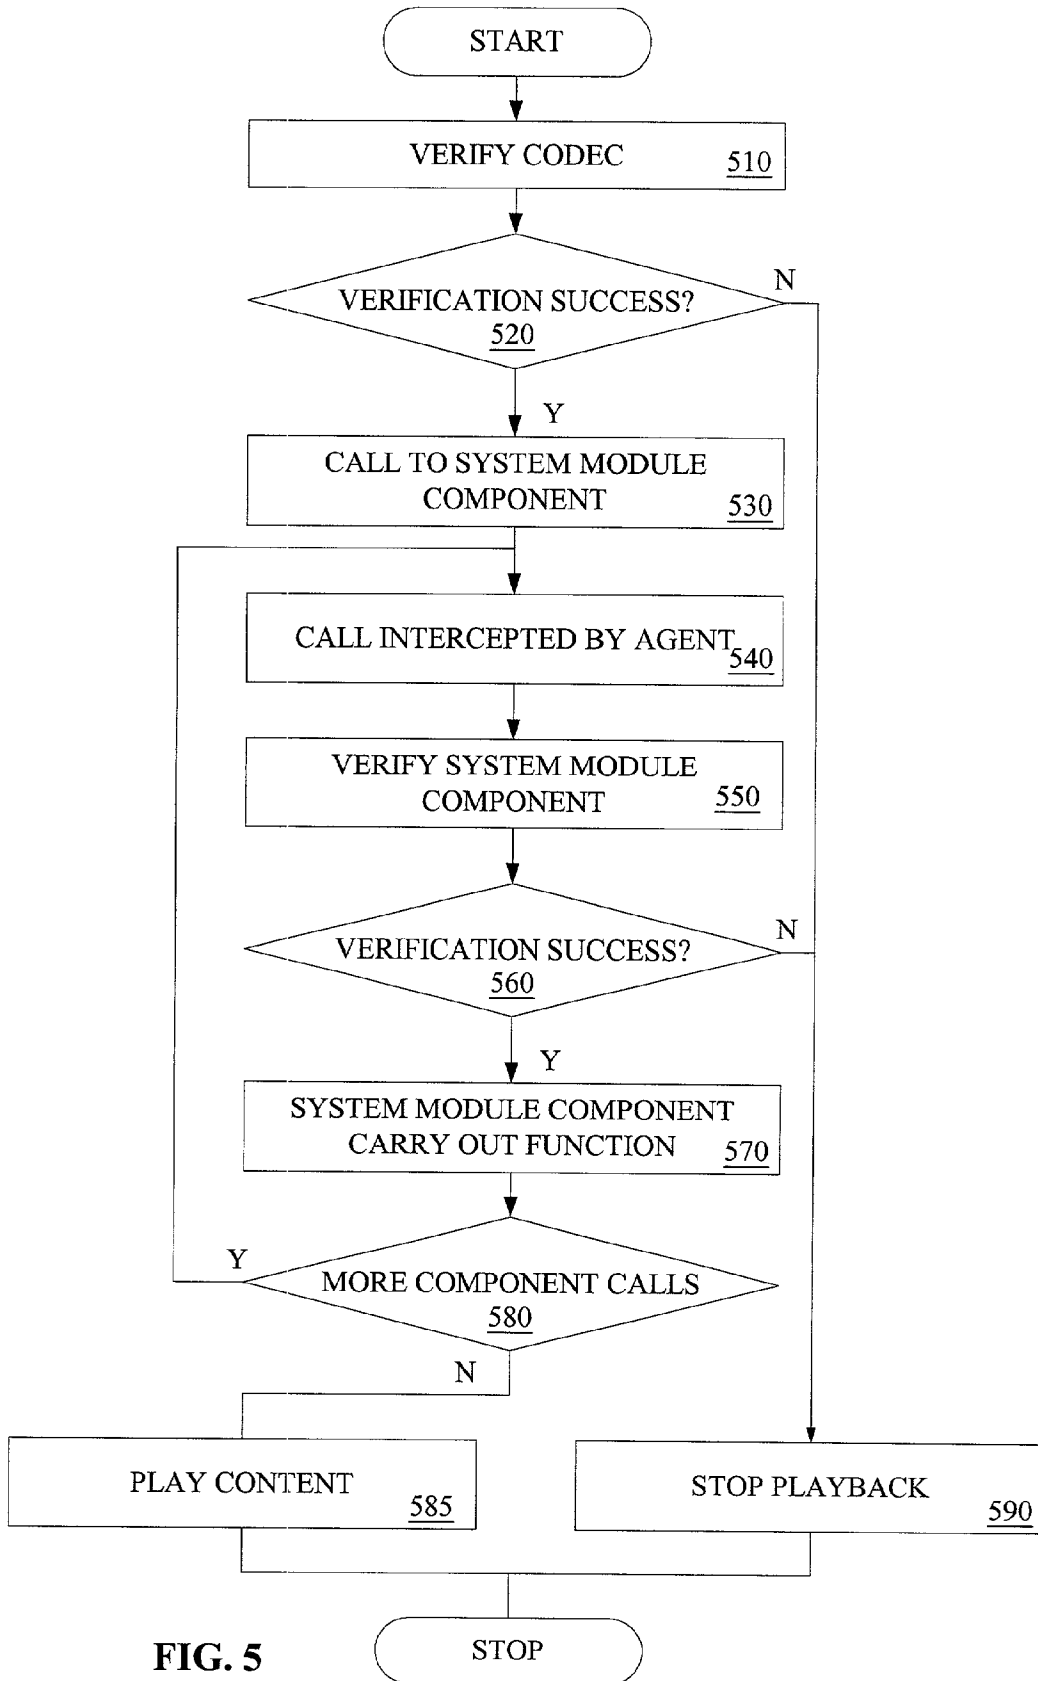 START
VERIFY CODEC
510
N
VERIFICATION SUCCESS?
520
Y
CALL TO SYSTEM MODULE
COMPONENT
530
CALL INTERCEPTED BY AGENT
540
VERIFY SYSTEM MODULE
COMPONENT
550
N
VERIFICATION SUCCESS?
560
Y
SYSTEM MODULE COMPONENT
CARRY OUT FUNCTION
570
Y
MORE COMPONENT CALLS
580
N
PLAY CONTENT
585
STOP PLAYBACK
590
STOP
FIG. 5